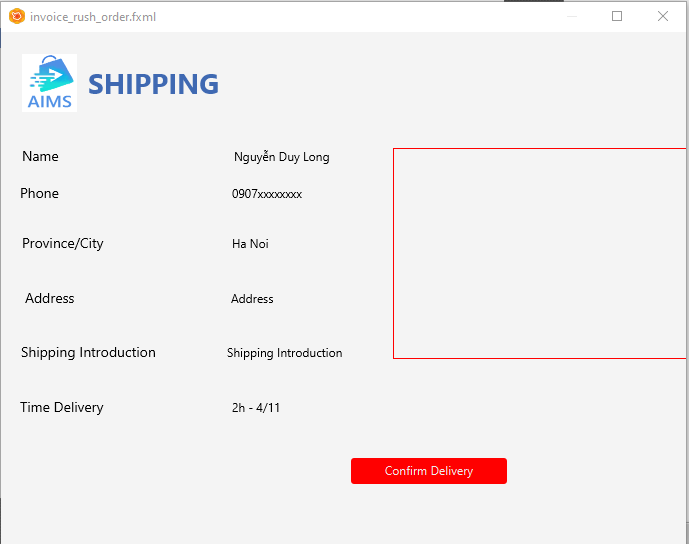 invoice_rush_order.fxml
AIMS
SHIPPING
Name Nguyễn Duy Long
Phone 0907xxxxxxxx
Province/City Ha Noi
Address Address
Shipping Introduction Shipping Introduction
Time Delivery 2h - 4/11
Confirm Delivery